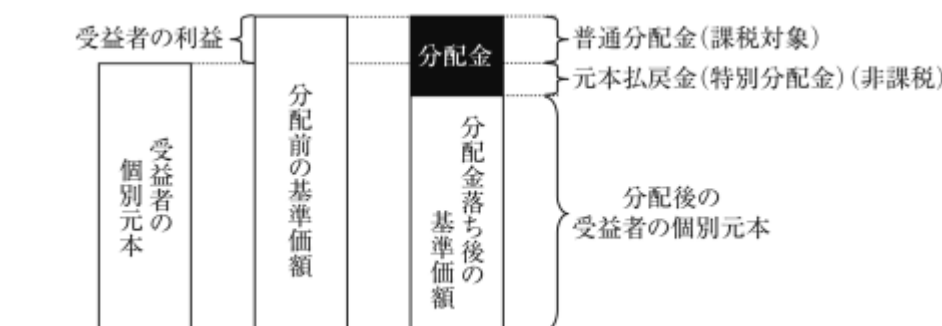 受益者の利益
受益者の
個別元本
分配前の基準価額
分配金
分配金落ち後の
基準価額
普通分配金(課税対象)
元本払戻金(特別分配金)(非課税)
分配後の
受益者の個別元本